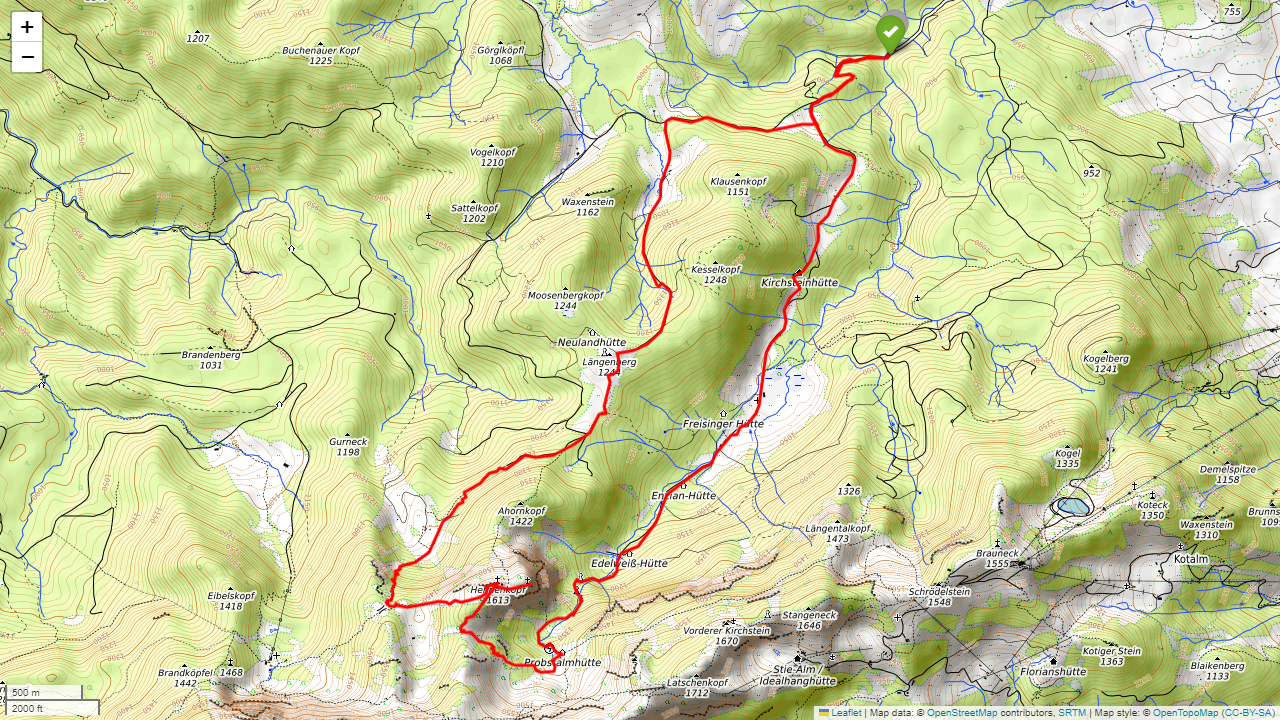 +
−
1207
Buchenauer Kopf
1225
Görglköpfl
1068
755
Vogelkopf
1210
Klausenkopf
1151
952
Waxenstein
1162
Sattelkopf
1202
Kesselkopf
1248
Kirchsteinhütte
Moosenbergkopf
1244
Neulandhütte
Längenberg
Brandenberg
1031
Kogelberg
1241
Freisinger Hütte
Gurneck
1198
Kogel
1335
Demelspitze
1158
Enzian-Hütte
1326
Koteck
1350
Ahornkopf
1422
Waxenstein
1310
Längentalkopf
1473
Brauneck
1555
Kotalm
Edelweiß-Hütte
1613
Eibelskopf
1418
Schrödelstein
1548
Stangeneck
1646
Vorderer Kirchstein
1670
Kotiger Stein
1363
Probstalmhütte
Blaikenberg
1133
Brandköpfel
1442
1468
Stie-Alm /
Idealhanghütte
Florianshütte
Latschenkopf
1712
500 m
2000 ft
Leaflet | Map data: © OpenStreetMap contributors, SRTM | Map style: © OpenTopoMap (CC-BY-SA)